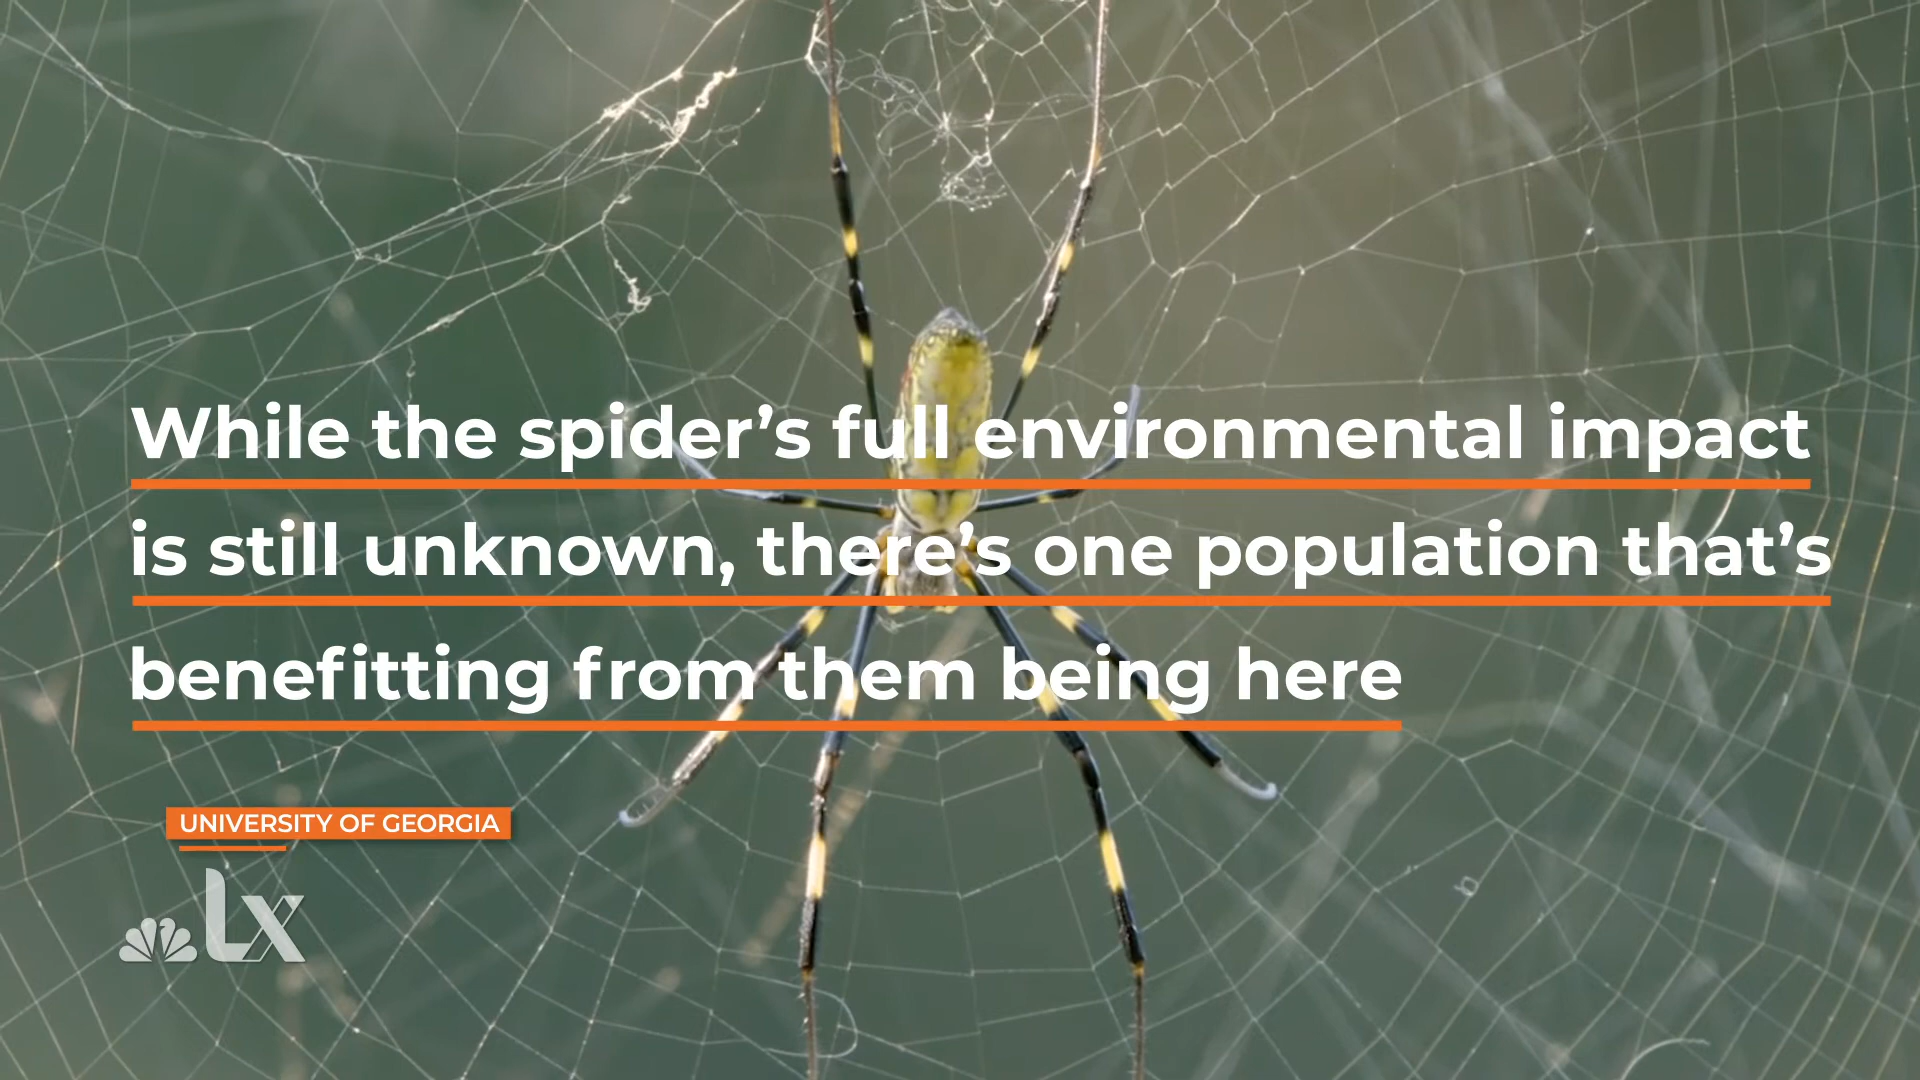 While the spider’s full environmental impact
is still unknown, there’s one population that’s
benefitting from them being here
UNIVERSITY OF GEORGIA
LX